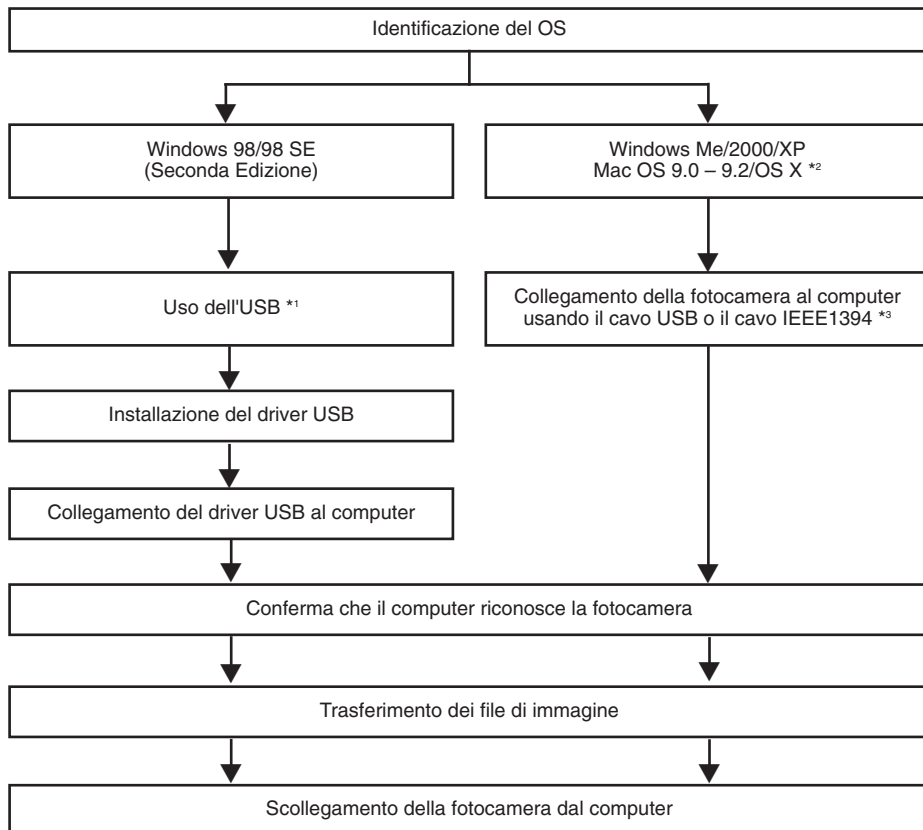 Identificazione del OS
Windows 98/98 SE
(Seconda Edizione)
Windows Me/2000/XP
Mac OS 9.0 – 9.2/OS X *2
Uso dell'USB *1
Collegamento della fotocamera al computer
usando il cavo USB o il cavo IEEE1394 *3
Installazione del driver USB
Collegamento del driver USB al computer
Conferma che il computer riconosce la fotocamera
Trasferimento dei file di immagine
Scollegamento della fotocamera dal computer